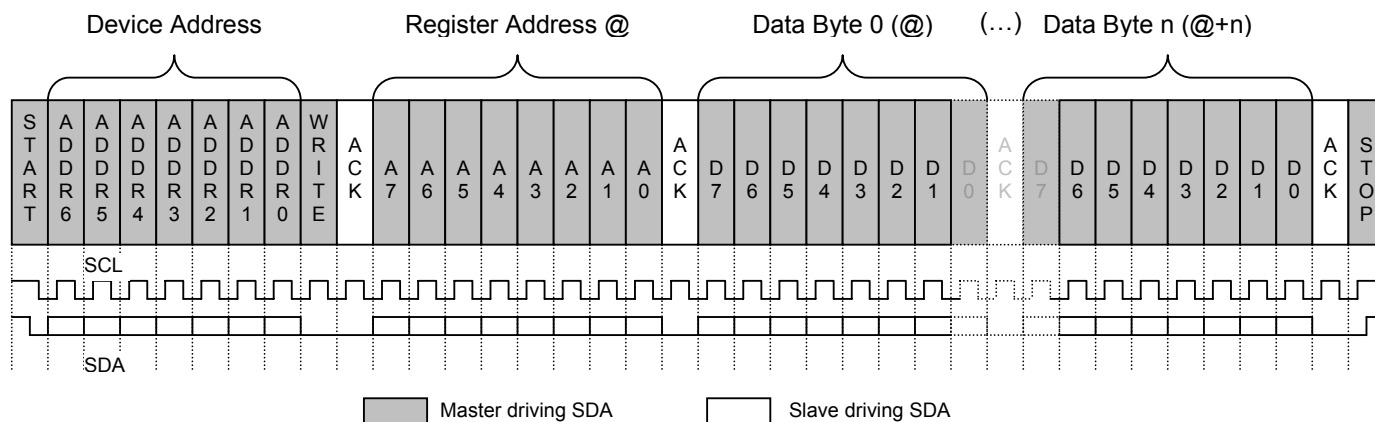 Device Address Register Address @ Data Byte 0 (@) (…) Data Byte n (@+n)
START ADDR6 ADDR5 ADDR4 ADDR3 ADDR2 ADDR1 ADDR0 WRITE ACK A7 A6 A5 A4 A3 A2 A1 A0 ACK D7 D6 D5 D4 D3 D2 D1 D0 ACK D7 D6 D5 D4 D3 D2 D1 D0 ACK STOP
SCL
SDA
Master driving SDA Slave driving SDA